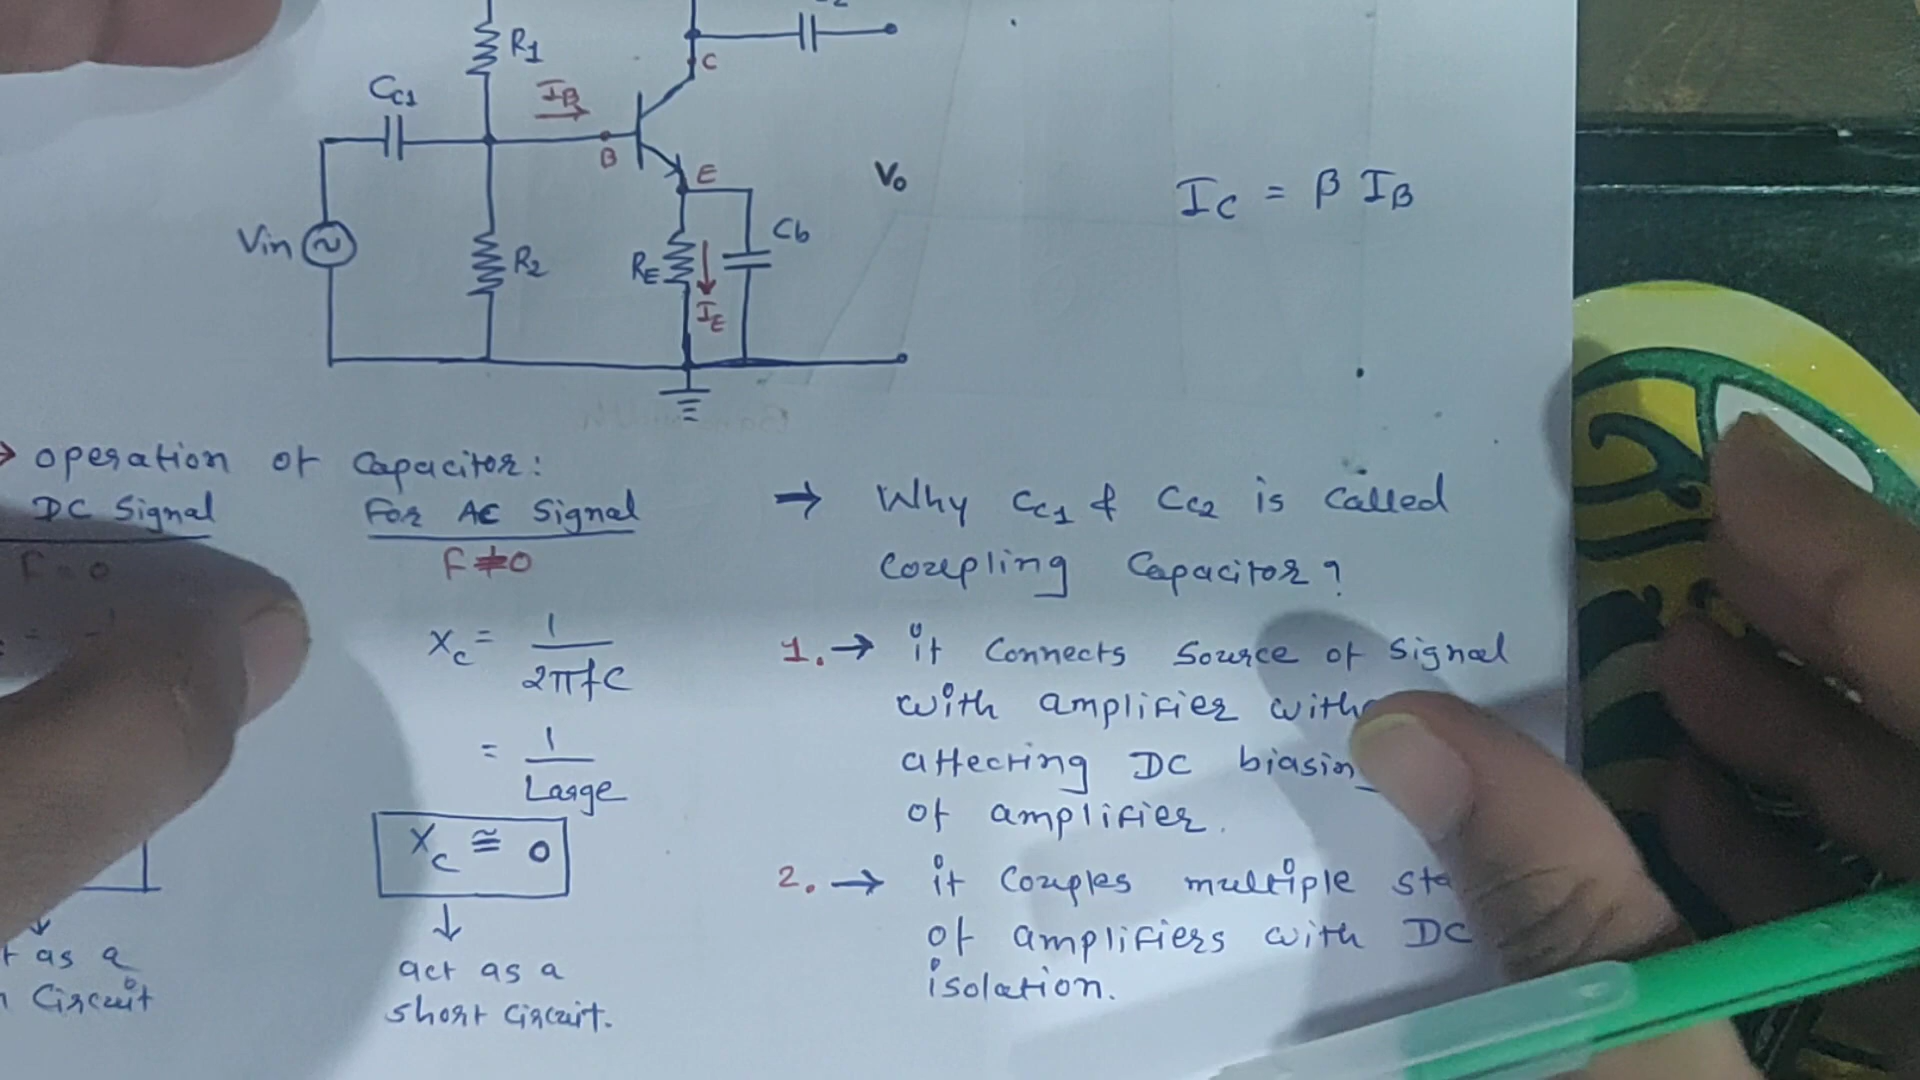 R1
C
Cc1
IB
B
E
Vo
IC = β IB
Vin
R2
RE
Cb
IE
→ operation of Capacitor:
DC Signal
For AC Signal
F = 0
F ≠ 0
Xc = 1 / 2πfC
= 1 / Large
Xc ≅ 0
↓
act as a
short circuit.
as a
Circuit
→ Why Cc1 & Cc2 is Called
Coupling Capacitor?
1. → it Connects Source of Signal
with amplifier
affecting DC
of amplifier.
2. → it Couples multiple
of amplifiers with DC
isolation.